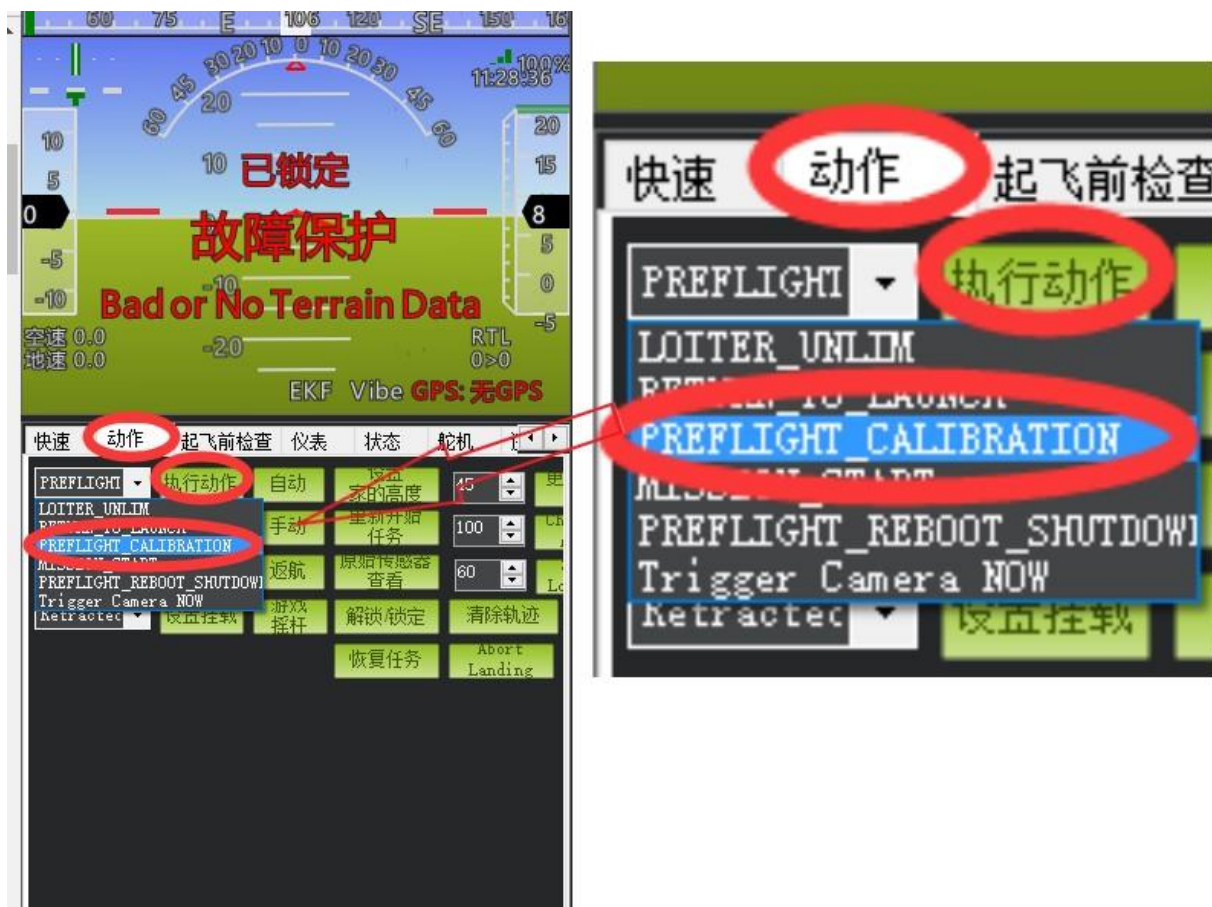 60 75 E 106 120 SE 150 16
60 45 30 20 10 0 10 20 30 45 60
100%
11:28:36
20
10
10
5
0
-5
-10
20
15
8
5
0
-5
已锁定
故障保护
-10
Bad or No Terrain Data
空速 0.0
地速 0.0
-20
RTL
0>0
EKF Vibe GPS: 无GPS
快速 动作 起飞前检查 仪表 状态 舵机
PREFLIGHT 执行动作 自动 设置 家的高度 45 更
LOITER_UNLIM
RETURN_TO_LAUNCH
手动 重新开始 任务 100
PREFLIGHT_CALIBRATION
MISSION_START
PREFLIGHT_REBOOT_SHUTDOW
返航 原始传感器 查看 60
Trigger Camera NOW
Retractec 设置挂载 游戏 摇杆 解锁/锁定 清除轨迹
恢复任务 Abort Landing
快速 动作 起飞前检查
PREFLIGHT 执行动作
LOITER_UNLIM
RETURN_TO_LAUNCH
PREFLIGHT_CALIBRATION
MISSION_START
PREFLIGHT_REBOOT_SHUTDOW
Trigger Camera NOW
Retractec 设置挂载